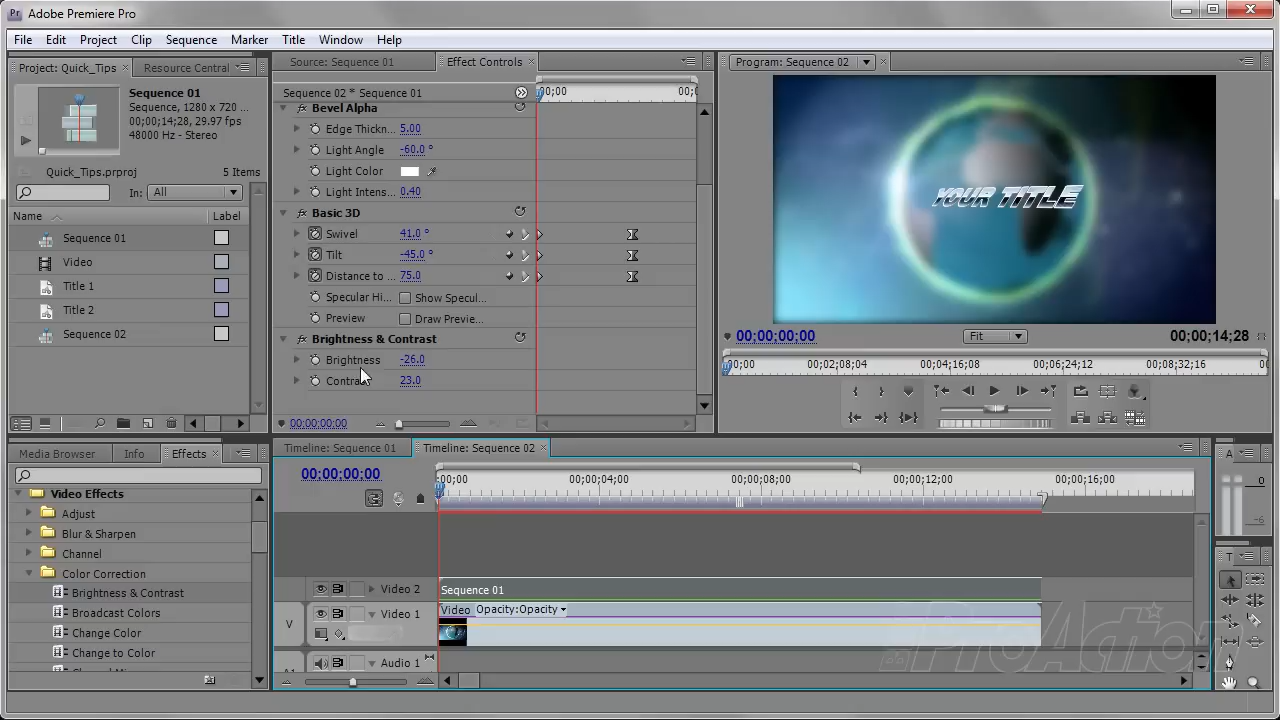 Adobe Premiere Pro
File Edit Project Clip Sequence Marker Title Window Help
Project: Quick_Tips Resource Central
Sequence 01
Sequence, 1280 x 720 ...
00;00;14;28, 29.97 fps
48000 Hz - Stereo
Quick_Tips.prproj 5 Items
In: All
Name Label
Sequence 01
Video
Title 1
Title 2
Sequence 02
Source: Sequence 01 Effect Controls
Sequence 02 * Sequence 01
;00;00 00;(
Bevel Alpha
Edge Thickn... 5.00
Light Angle -60.0 °
Light Color
Light Intens... 0.40
Basic 3D
Swivel 41.0 °
Tilt -45.0 °
Distance to ... 75.0
Specular Hi... Show Specul...
Preview Draw Previe...
Brightness & Contrast
Brightness -26.0
Contrast 23.0
00;00;00;00
Program: Sequence 02
YOUR TITLE
00;00;00;00 Fit 00;00;14;28
;00;00 00;02;08;04 00;04;16;08 00;06;24;12 00;08;32;16 00;
Media Browser Info Effects
Video Effects
Adjust
Blur & Sharpen
Channel
Color Correction
Brightness & Contrast
Broadcast Colors
Change Color
Change to Color
Timeline: Sequence 01 Timeline: Sequence 02
00;00;00;00
;00;00 00;00;04;00 00;00;08;00 00;00;12;00 00;00;16;00
Video 2 Sequence 01
V Video 1 Video Opacity:Opacity
A1 Audio 1
A
0
0
T
ProAction